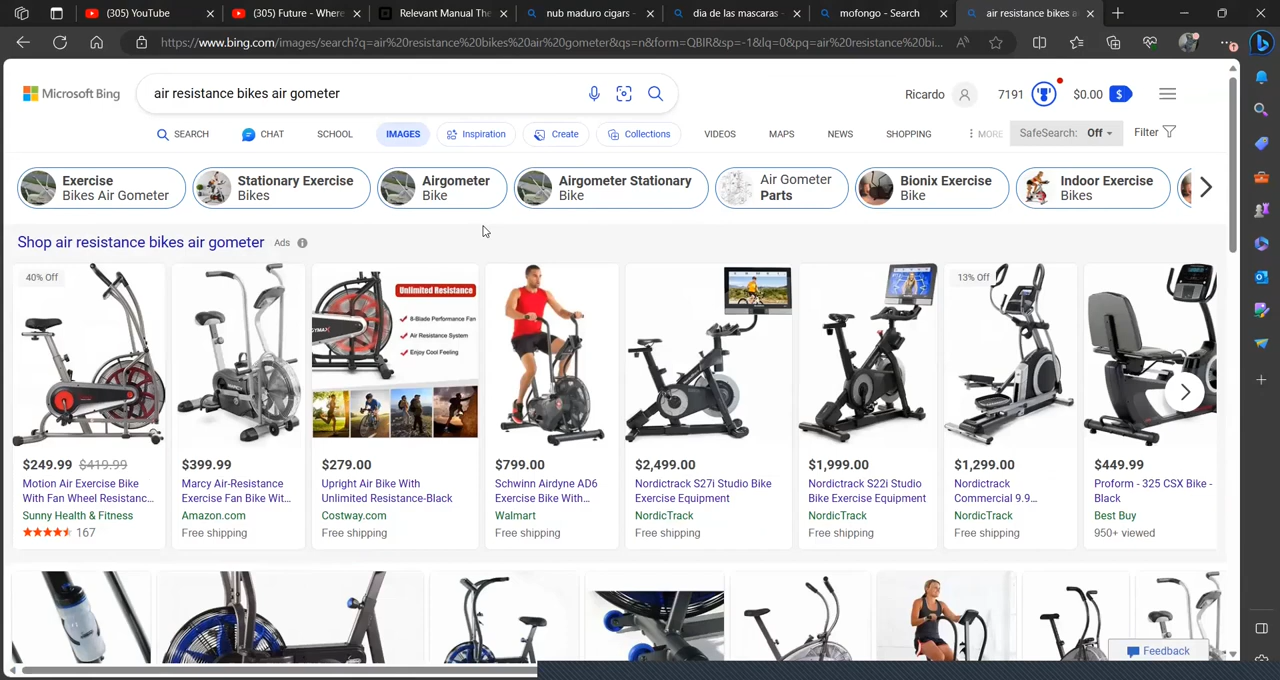 (305) YouTube
(305) Future - Where
Relevant Manual The
nub maduro cigars -
dia de las mascaras -
mofongo - Search
air resistance bikes a
https://www.bing.com/images/search?q=air%20resistance%20bikes%20air%20gometer&qs=n&form=QBIR&sp=-1&lq=0&pq=air%20resistance%20bi...
Microsoft Bing
air resistance bikes air gometer
Ricardo
7191
$0.00
$
SEARCH
CHAT
SCHOOL
IMAGES
Inspiration
Create
Collections
VIDEOS
MAPS
NEWS
SHOPPING
MORE
SafeSearch: Off
Filter
Exercise
Bikes Air Gometer
Stationary Exercise
Bikes
Airgometer
Bike
Airgometer Stationary
Bike
Air Gometer
Parts
Bionix Exercise
Bike
Indoor Exercise
Bikes
Shop air resistance bikes air gometer
Ads
40% Off
$249.99 $419.99
Motion Air Exercise Bike
With Fan Wheel Resistanc...
Sunny Health & Fitness
167
$399.99
Marcy Air-Resistance
Exercise Fan Bike Wit...
Amazon.com
Free shipping
Unlimited Resistance
8-Blade Performance Fan
Air Resistance System
Enjoy Cool Feeling
$279.00
Upright Air Bike With
Unlimited Resistance-Black
Costway.com
Free shipping
$799.00
Schwinn Airdyne AD6
Exercise Bike With...
Walmart
Free shipping
$2,499.00
Nordictrack S27i Studio Bike
Exercise Equipment
NordicTrack
Free shipping
$1,999.00
Nordictrack S22i Studio
Bike Exercise Equipment
NordicTrack
Free shipping
13% Off
$1,299.00
Nordictrack
Commercial 9.9...
NordicTrack
Free shipping
$449.99
Proform - 325 CSX Bike -
Black
Best Buy
950+ viewed
Feedback